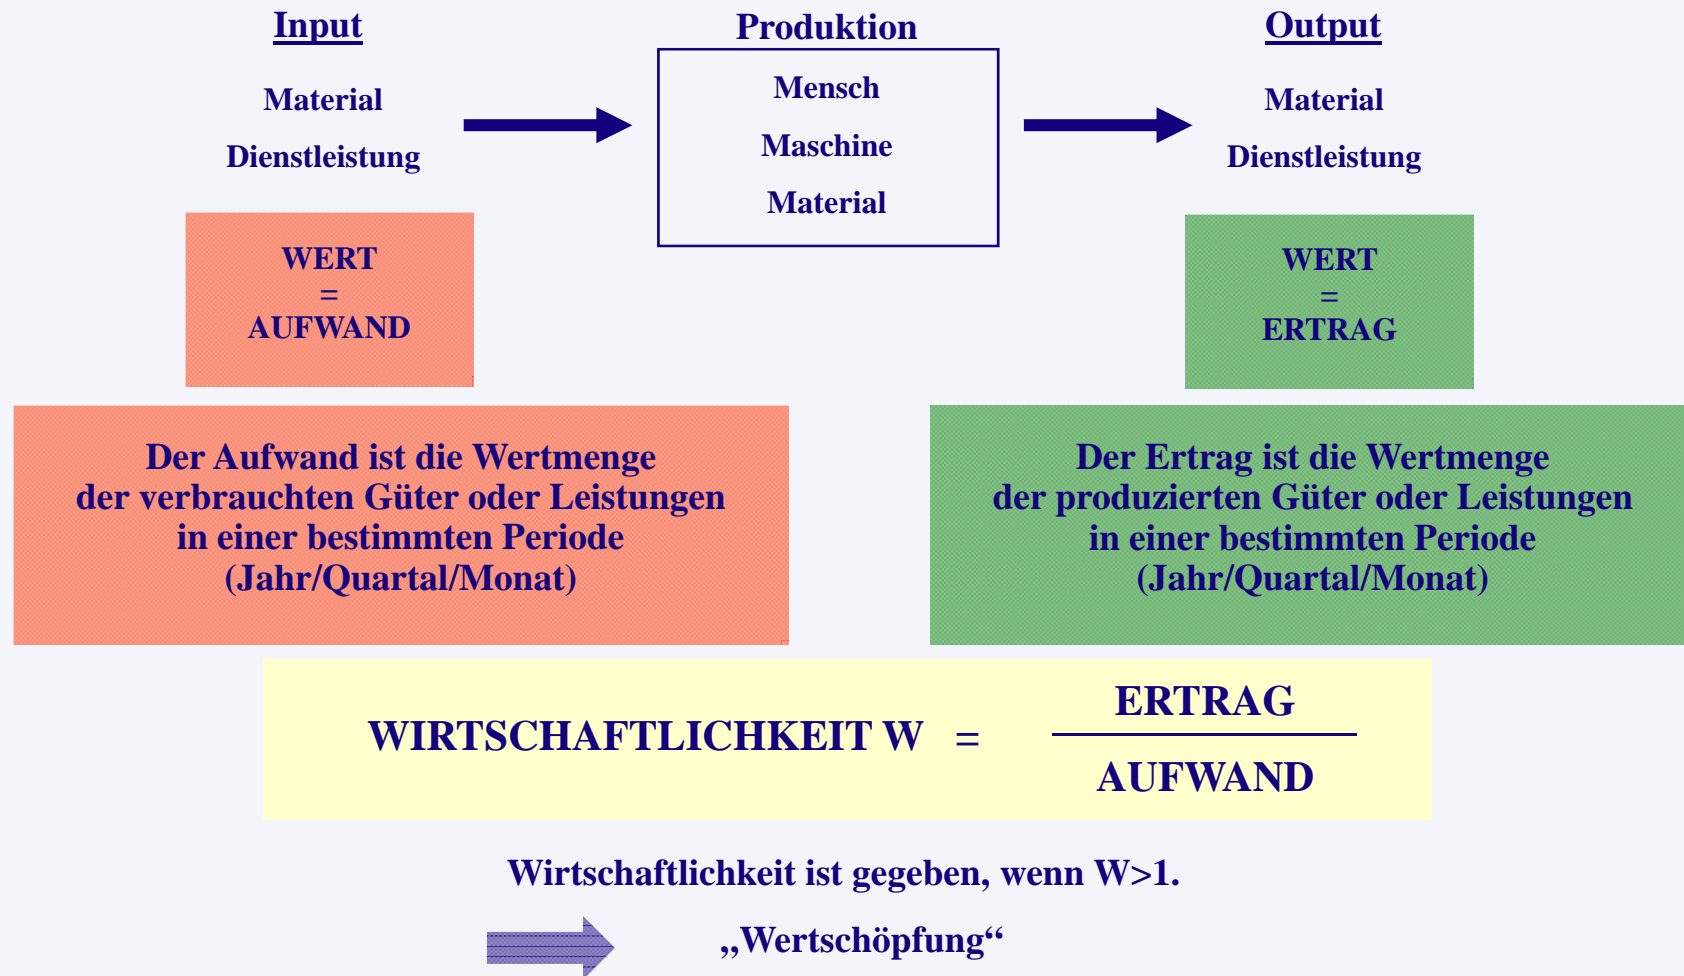 Input
Material
Dienstleistung
Produktion
Mensch
Maschine
Material
Output
Material
Dienstleistung
WERT
=
AUFWAND
WERT
=
ERTRAG
Der Aufwand ist die Wertmenge
der verbrauchten Güter oder Leistungen
in einer bestimmten Periode
(Jahr/Quartal/Monat)
Der Ertrag ist die Wertmenge
der produzierten Güter oder Leistungen
in einer bestimmten Periode
(Jahr/Quartal/Monat)
WIRTSCHAFTLICHKEIT W =
ERTRAG
AUFWAND
Wirtschaftlichkeit ist gegeben, wenn W>1.
„Wertschöpfung“